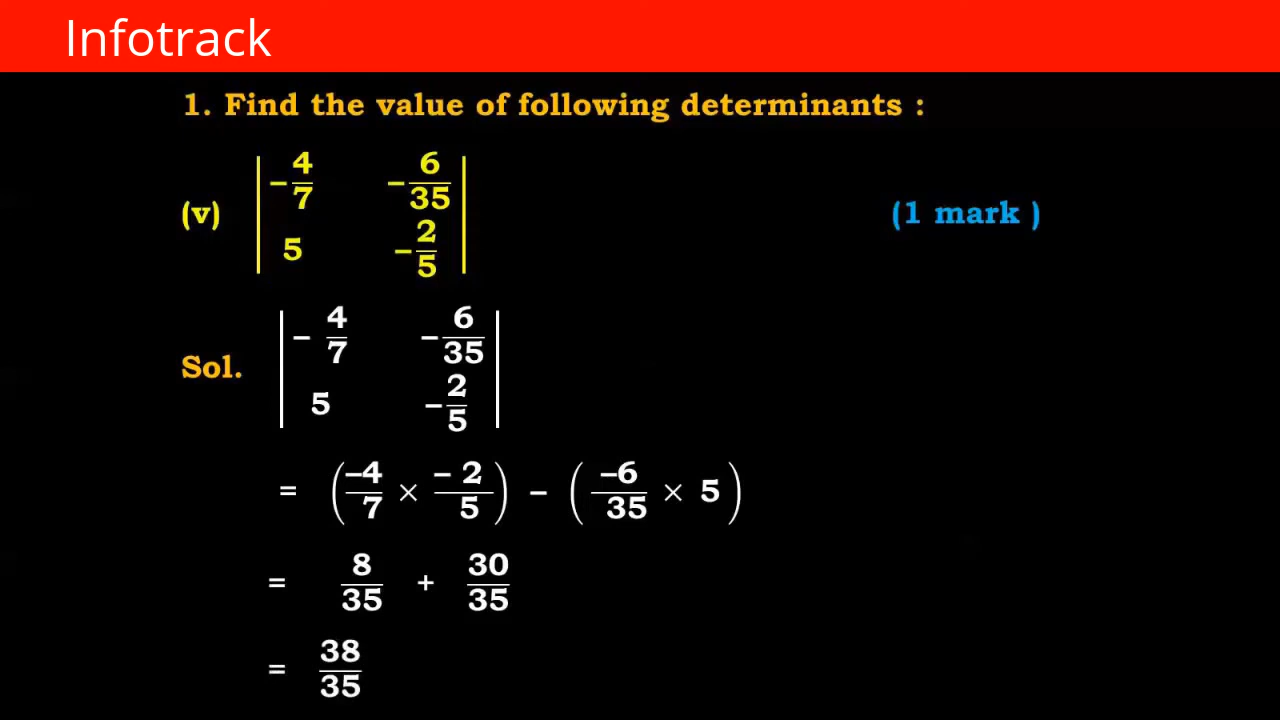 Infotrack
1. Find the value of following determinants :
(v) | -4/7 -6/35 |
| 5 -2/5 |
(1 mark )
Sol. | - 4/7 -6/35 |
| 5 -2/5 |
= (-4/7 × - 2/5) - (-6/35 × 5)
= 8/35 + 30/35
= 38/35